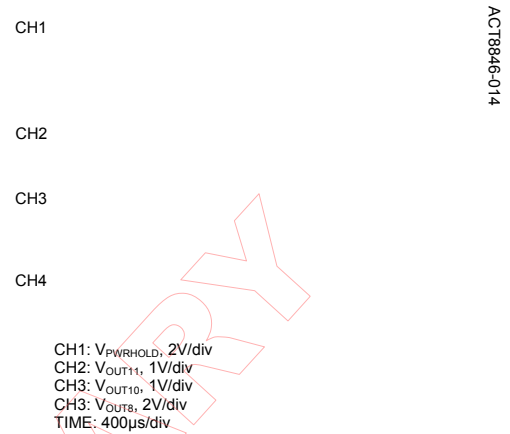 CH1
ACT8846-014
CH2
CH3
CH4
CH1: VPWRHOLD, 2V/div
CH2: VOUT11, 1V/div
CH3: VOUT10, 1V/div
CH3: VOUT8, 2V/div
TIME: 400µs/div